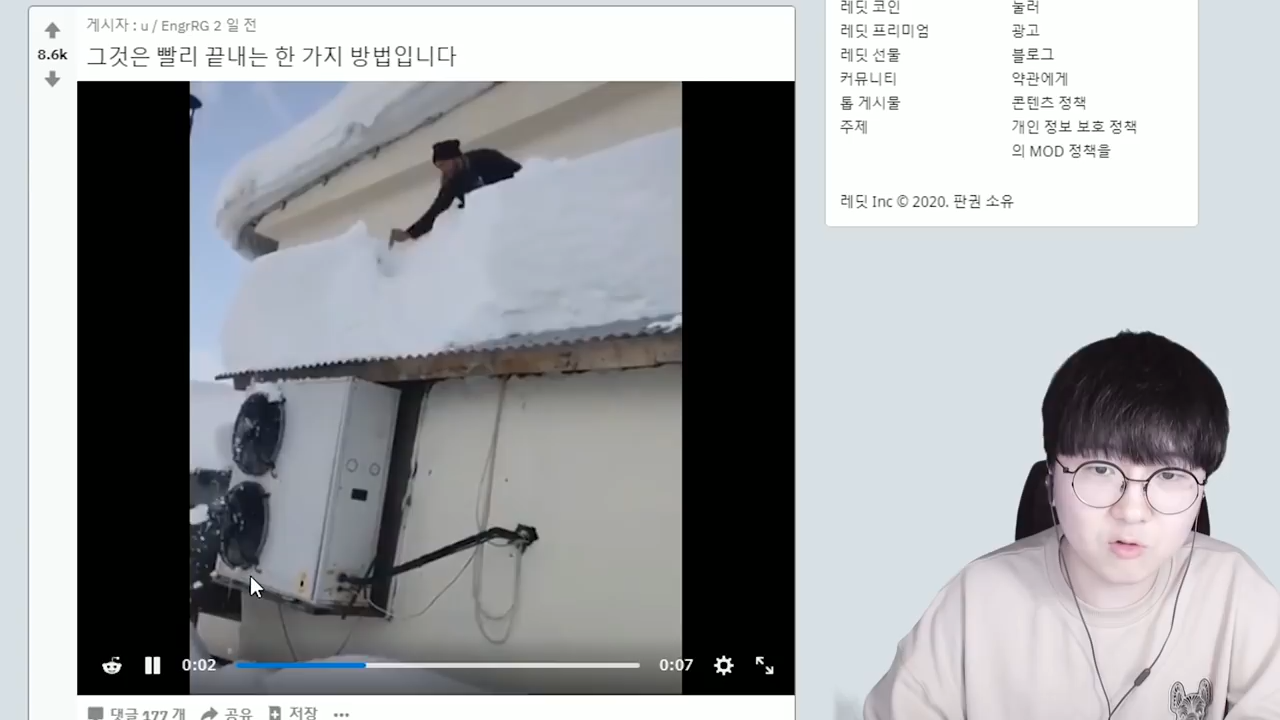 게시자 : u / EngrRG 2 일 전
8.6k
그것은 빨리 끝내는 한 가지 방법입니다
0:02
0:07
댓글 177 개
공유
저장
레딧 코인
눌러
레딧 프리미엄
광고
레딧 선물
블로그
커뮤니티
약관에게
톱 게시물
콘텐츠 정책
주제
개인 정보 보호 정책
의 MOD 정책을
레딧 Inc © 2020. 판권 소유